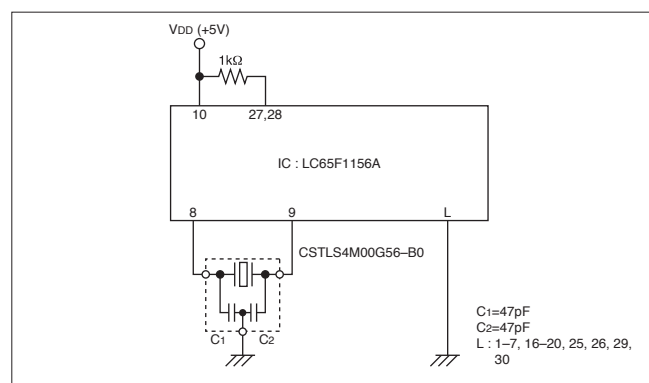 VDD (+5V)
1kΩ
10
27,28
IC : LC65F1156A
8
9
L
CSTLS4M00G56–B0
C1
C2
C1=47pF
C2=47pF
L : 1–7, 16–20, 25, 26, 29,
30